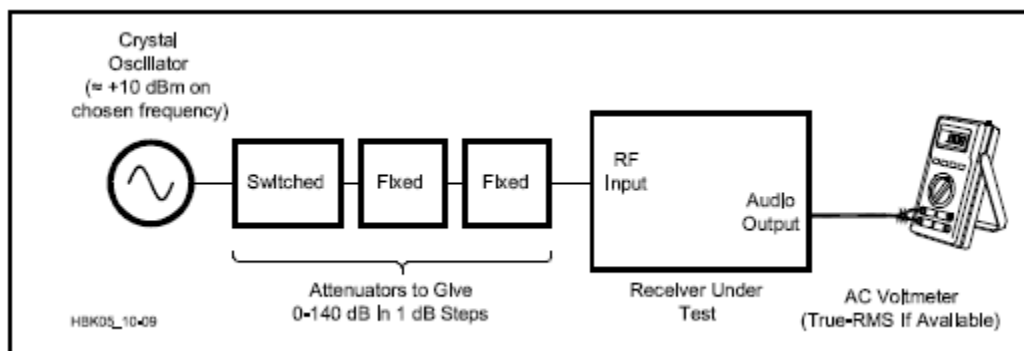 Crystal
Oscillator
(≈ +10 dBm on
chosen frequency)
Switched
Fixed
Fixed
RF
Input
Audio
Output
Attenuators to Give
0-140 dB in 1 dB Steps
Receiver Under
Test
AC Voltmeter
(True-RMS If Available)
HBK05_10-09